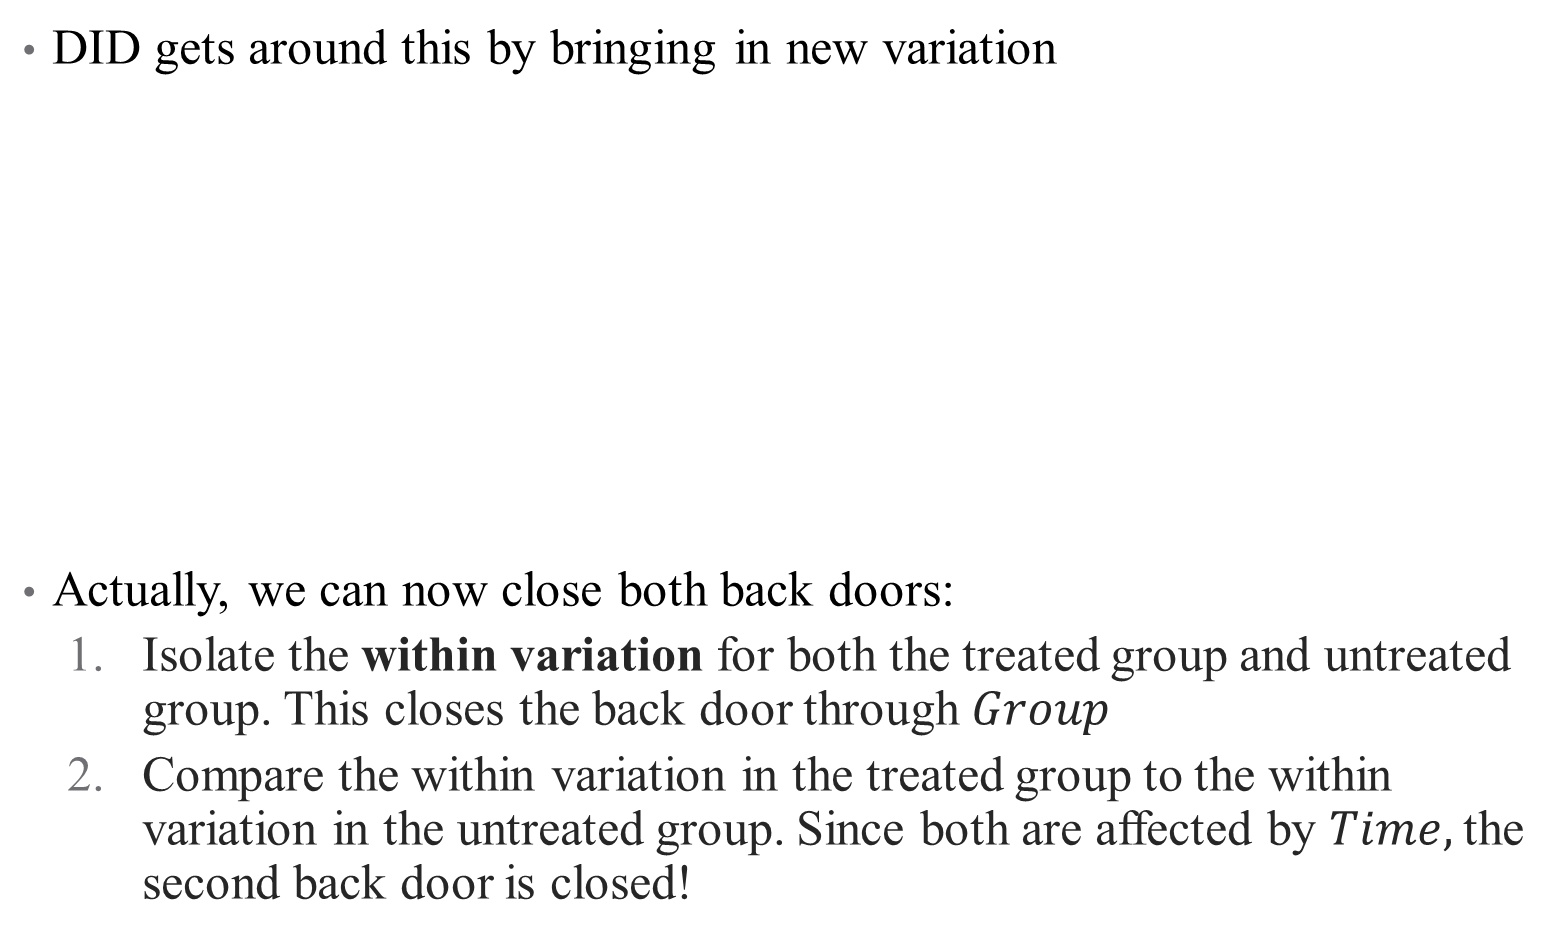 • DID gets around this by bringing in new variation
• Actually, we can now close both back doors:
1. Isolate the within variation for both the treated group and untreated
group. This closes the back door through Group
2. Compare the within variation in the treated group to the within
variation in the untreated group. Since both are affected by Time, the
second back door is closed!